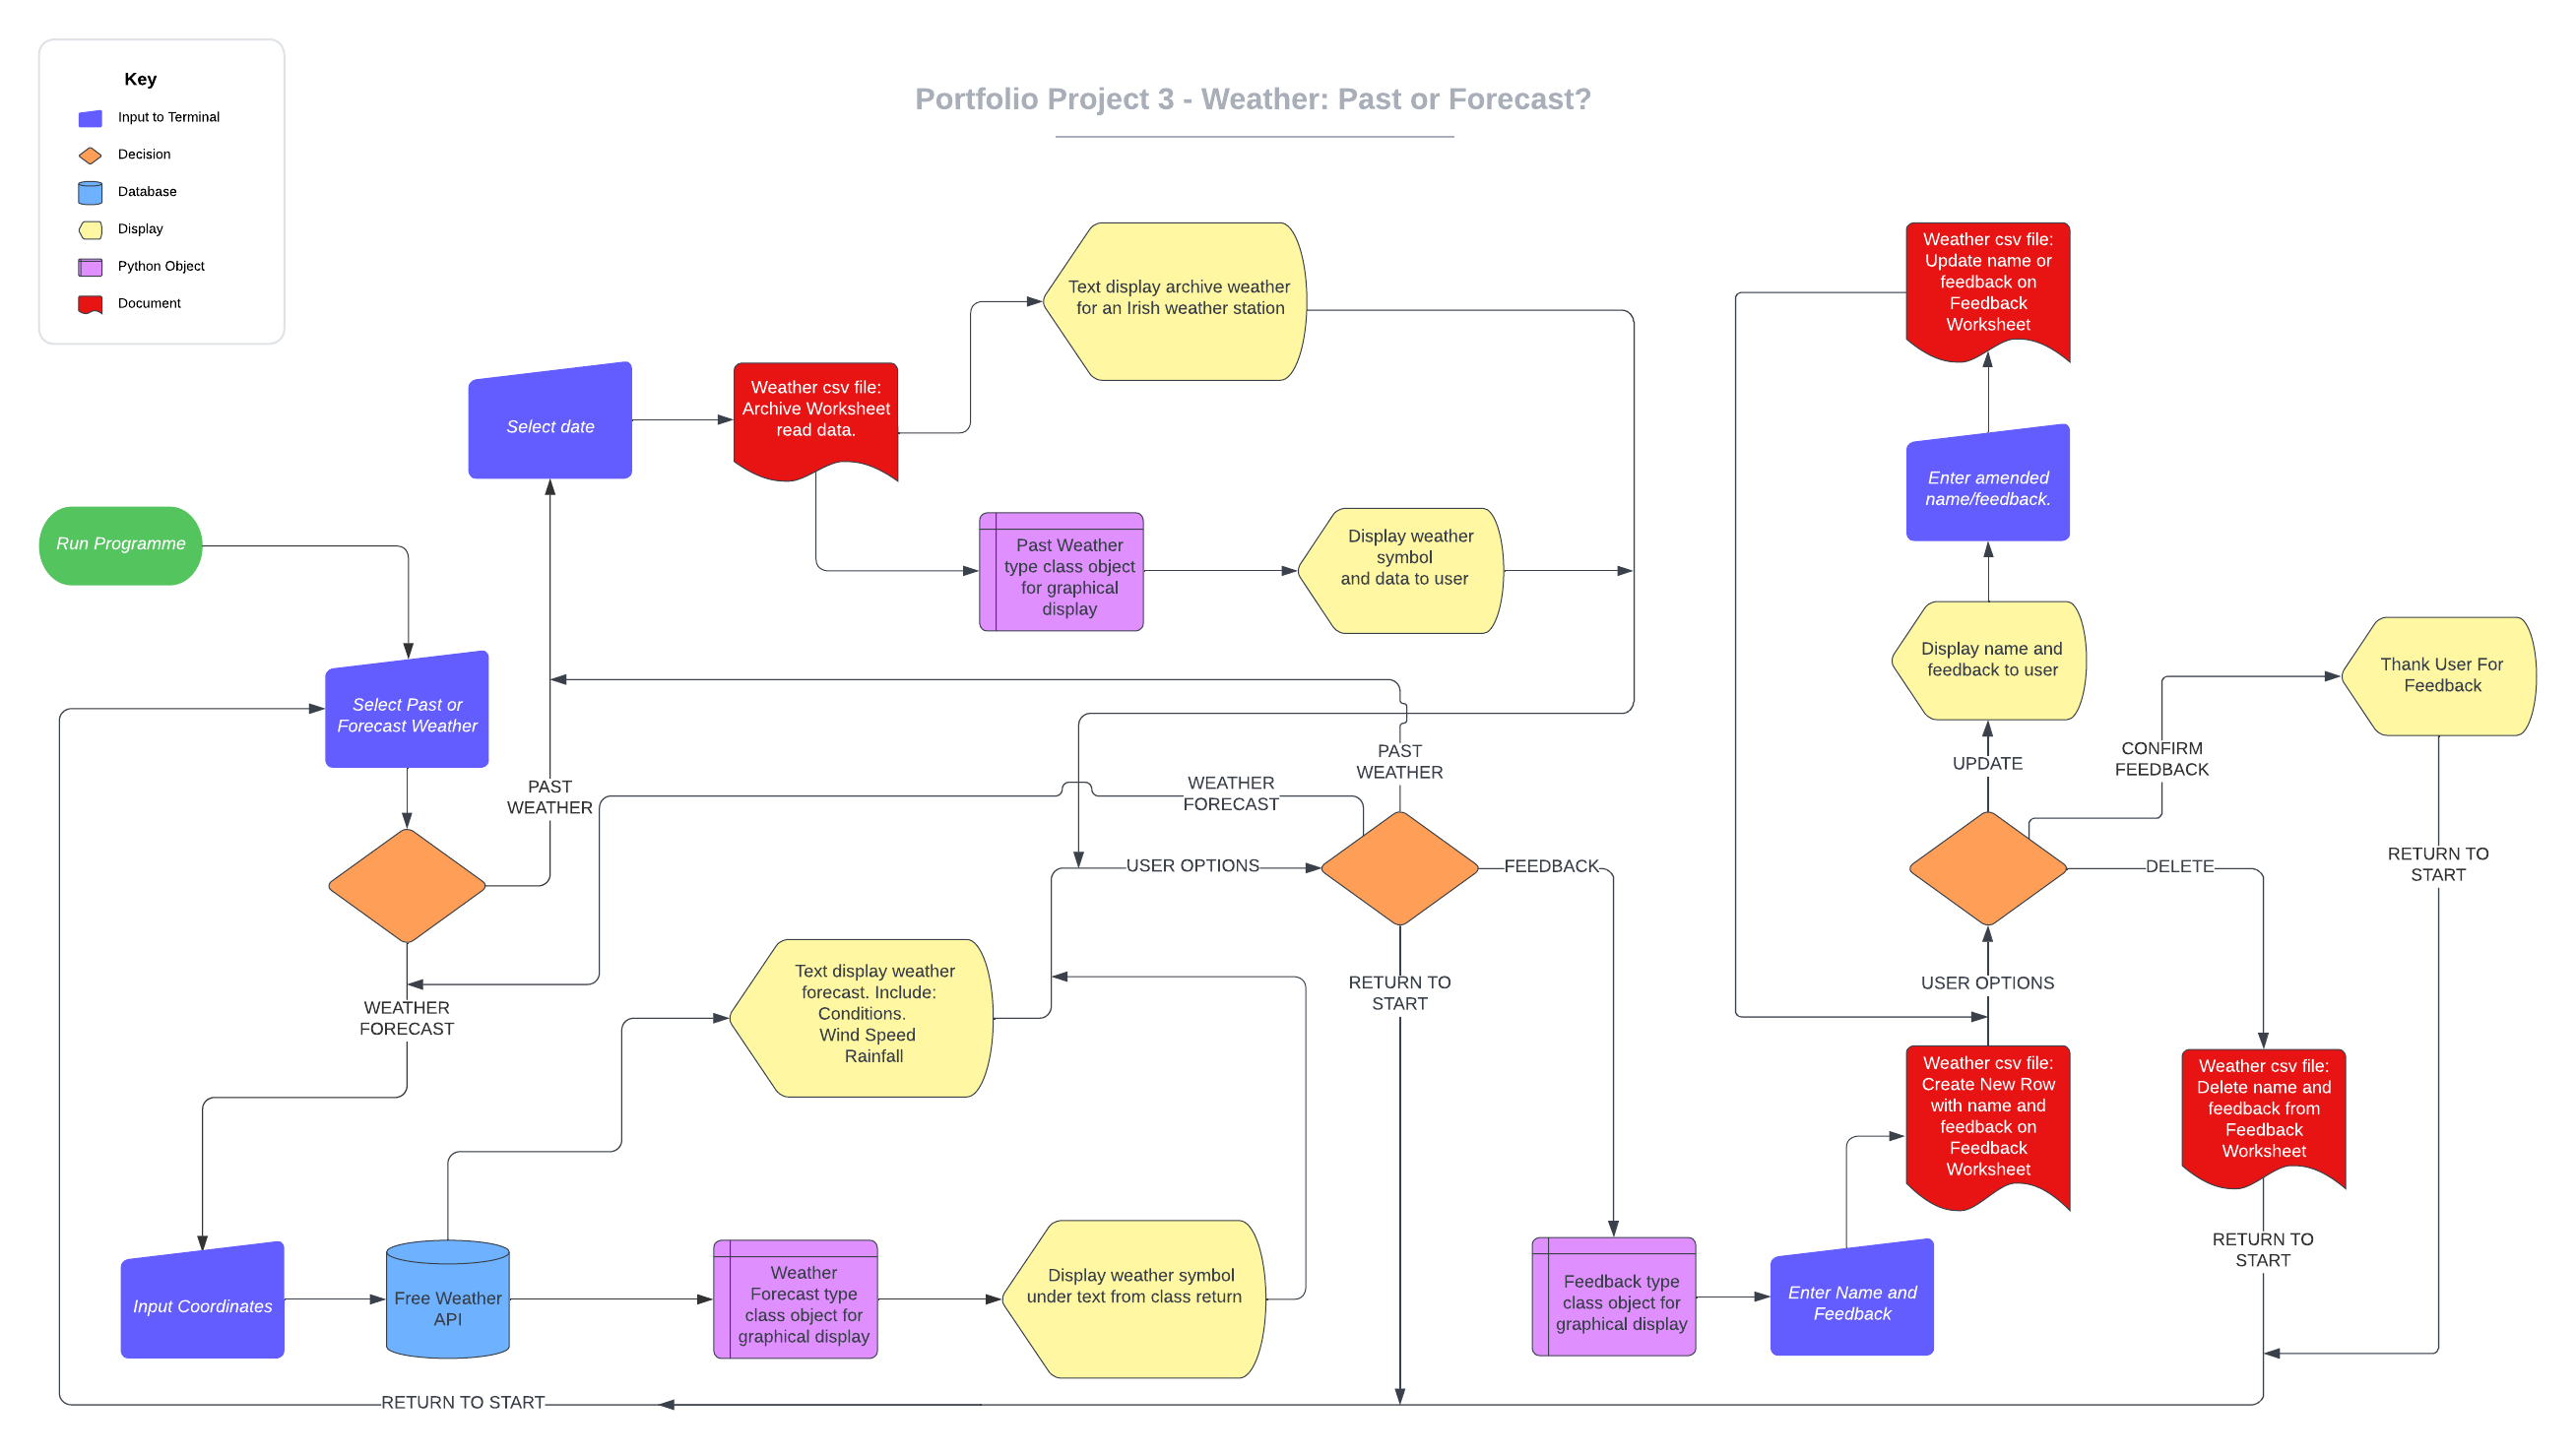 Key
Input to Terminal
Decision
Database
Display
Python Object
Document
Portfolio Project 3 - Weather: Past or Forecast?
Run Programme
Select Past or
Forecast Weather
PAST
WEATHER
WEATHER
FORECAST
Select date
Weather csv file:
Archive Worksheet
read data.
Text display archive weather
for an Irish weather station
Past Weather
type class object
for graphical
display
Display weather
symbol
and data to user
Input Coordinates
Free Weather
API
Text display weather
forecast. Include:
Conditions.
Wind Speed
Rainfall
Weather
Forecast type
class object for
graphical display
Display weather symbol
under text from class return
USER OPTIONS
WEATHER
FORECAST
PAST
WEATHER
FEEDBACK
RETURN TO
START
Feedback type
class object for
graphical display
Enter Name and
Feedback
Weather csv file:
Create New Row
with name and
feedback on
Feedback
Worksheet
USER OPTIONS
UPDATE
Display name and
feedback to user
Enter amended
name/feedback.
Weather csv file:
Update name or
feedback on
Feedback
Worksheet
CONFIRM
FEEDBACK
Thank User For
Feedback
RETURN TO
START
DELETE
Weather csv file:
Delete name and
feedback from
Feedback
Worksheet
RETURN TO
START
RETURN TO START